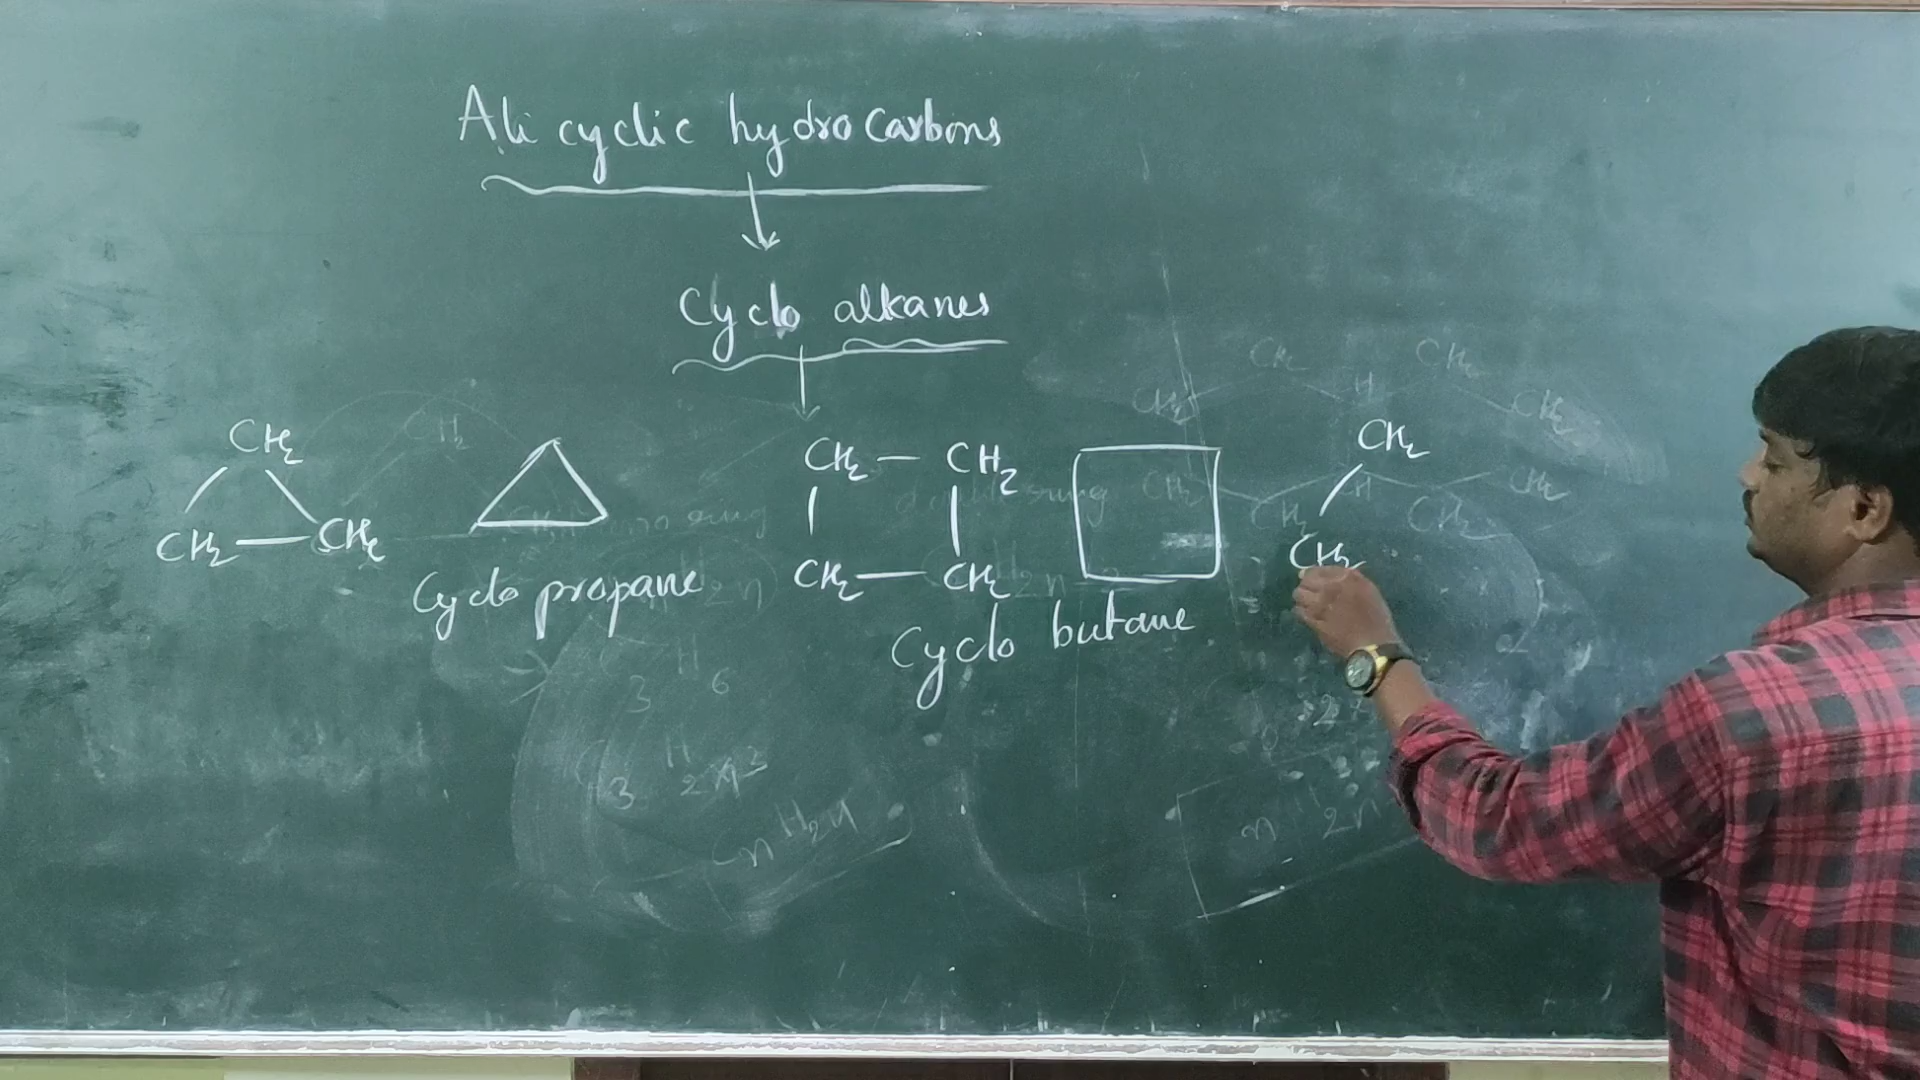 Ali cyclic hydro carbons
Cyclo alkanes
CH2
CH2 — CH2
Cyclo propane
CH2 — CH2
CH2 — CH2
Cyclo butane
CH2
CH2